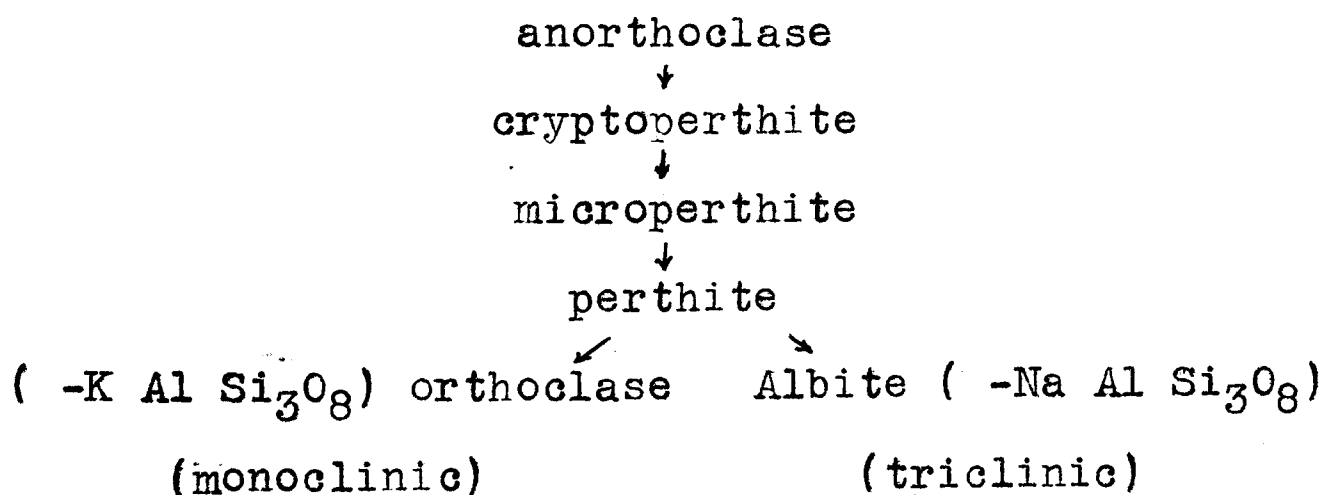 anorthoclase
↓
cryptoperthite
↓
microperthite
↓
perthite
↙ ↘
( -K Al Si₃O₈) orthoclase Albite ( -Na Al Si₃O₈)
(monoclinic) (triclinic)